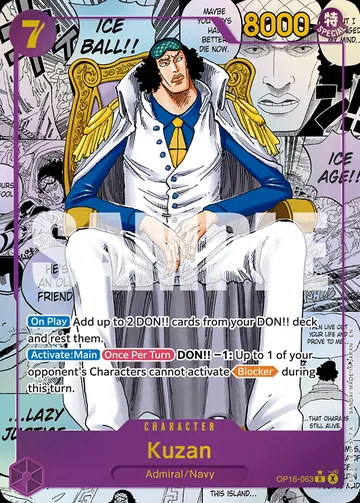 7
ICE
BALL!!
8000
特
SPECIAL
BETTER
DIE NOW.
ICE
AGE!!
FRIEND
SAMPLE
On Play Add up to 2 DON!! cards from your DON!! deck
and rest them.
Activate:Main Once Per Turn DON!! −1: Up to 1 of your
opponent's Characters cannot activate Blocker during
this turn.
...LAZY
JUSTICE
STILL ALIVE.
CHARACTER
Kuzan
Admiral/Navy
OP16-063 R